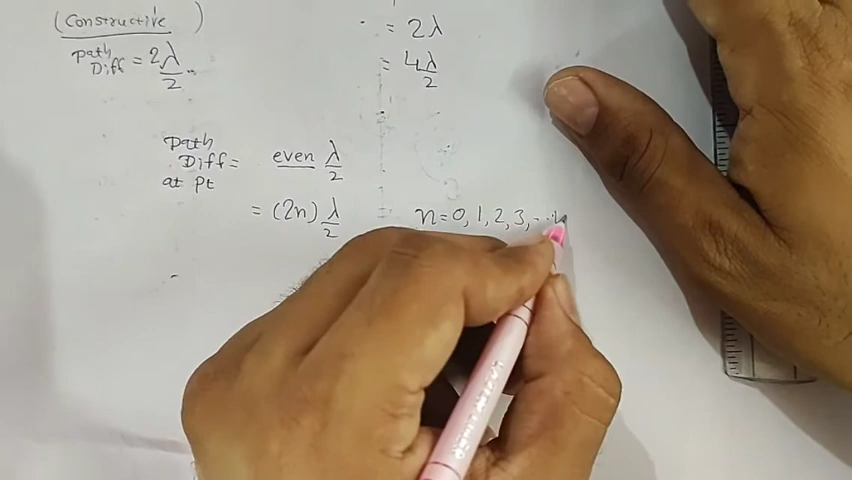 (Constructive)
Path Diff = 2λ/2
= 2λ
= 4λ/2
Path
Diff = even λ/2
at Pt
= (2n) λ/2 n=0, 1, 2, 3, ...